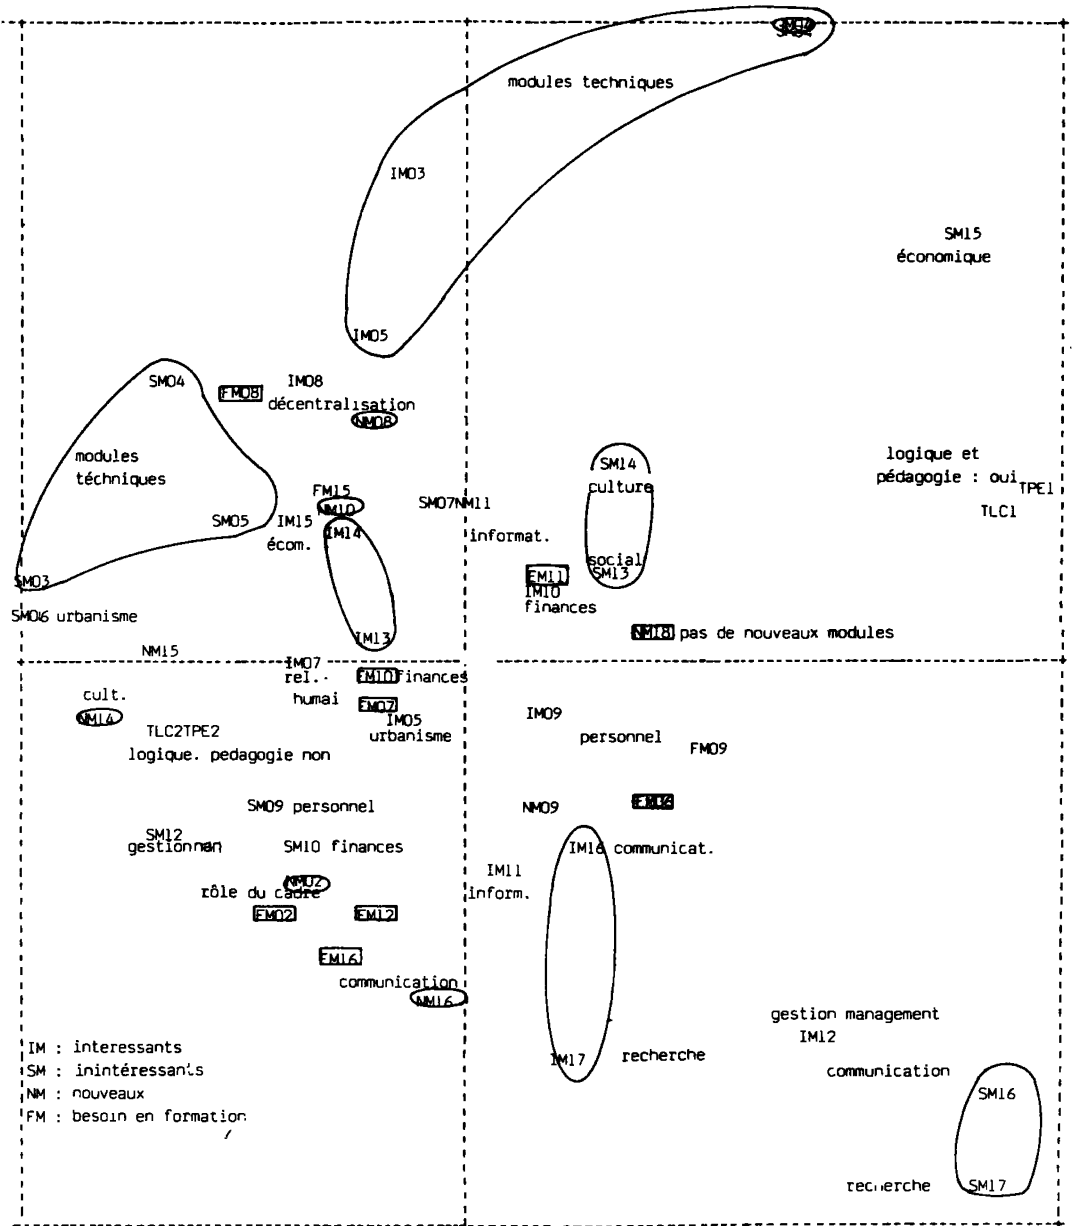 modules techniques
IM03
SM15
économique
IM05
SM04
FM08
IM08
décentralisation
NM08
modules
téchniques
SM14
culture
logique et
pédagogie : oui
TPE1
TLC1
FM15
NM10
SM07NM11
SM05
IM15
IM14
écom.
informat.
social
SM03
FM11
SM13
IM10
finances
SM06 urbanisme
NM18 pas de nouveaux modules
IM13
NM15
IM07
rel..
FM10 finances
humai
cult.
NM14
FM07
IM05
urbanisme
IM09
TLC2TPE2
personnel
FM09
logique. pedagogie non
SM09 personnel
NM09
SM12
SM10 finances
IM16 communicat.
IM11
inform.
NM02
rôle du cadre
FM02
FM12
FM16
communication
NM16
gestion management
IM12
IM : interessants
IM17
recherche
SM : inintéressants
communication
NM : nouveaux
SM16
FM : besoin en formation
recherche
SM17